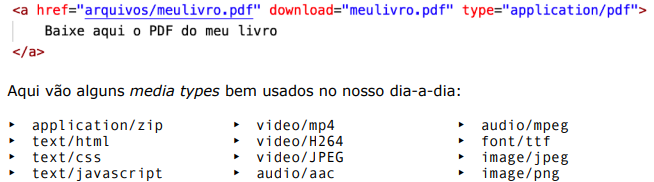 <a href="arquivos/meulivro.pdf" download="meulivro.pdf" type="application/pdf">
Baixe aqui o PDF do meu livro
</a>
Aqui vão alguns media types bem usados no nosso dia-a-dia:
‣ application/zip ‣ video/mp4 ‣ audio/mpeg
‣ text/html ‣ video/H264 ‣ font/ttf
‣ text/css ‣ video/JPEG ‣ image/jpeg
‣ text/javascript ‣ audio/aac ‣ image/png